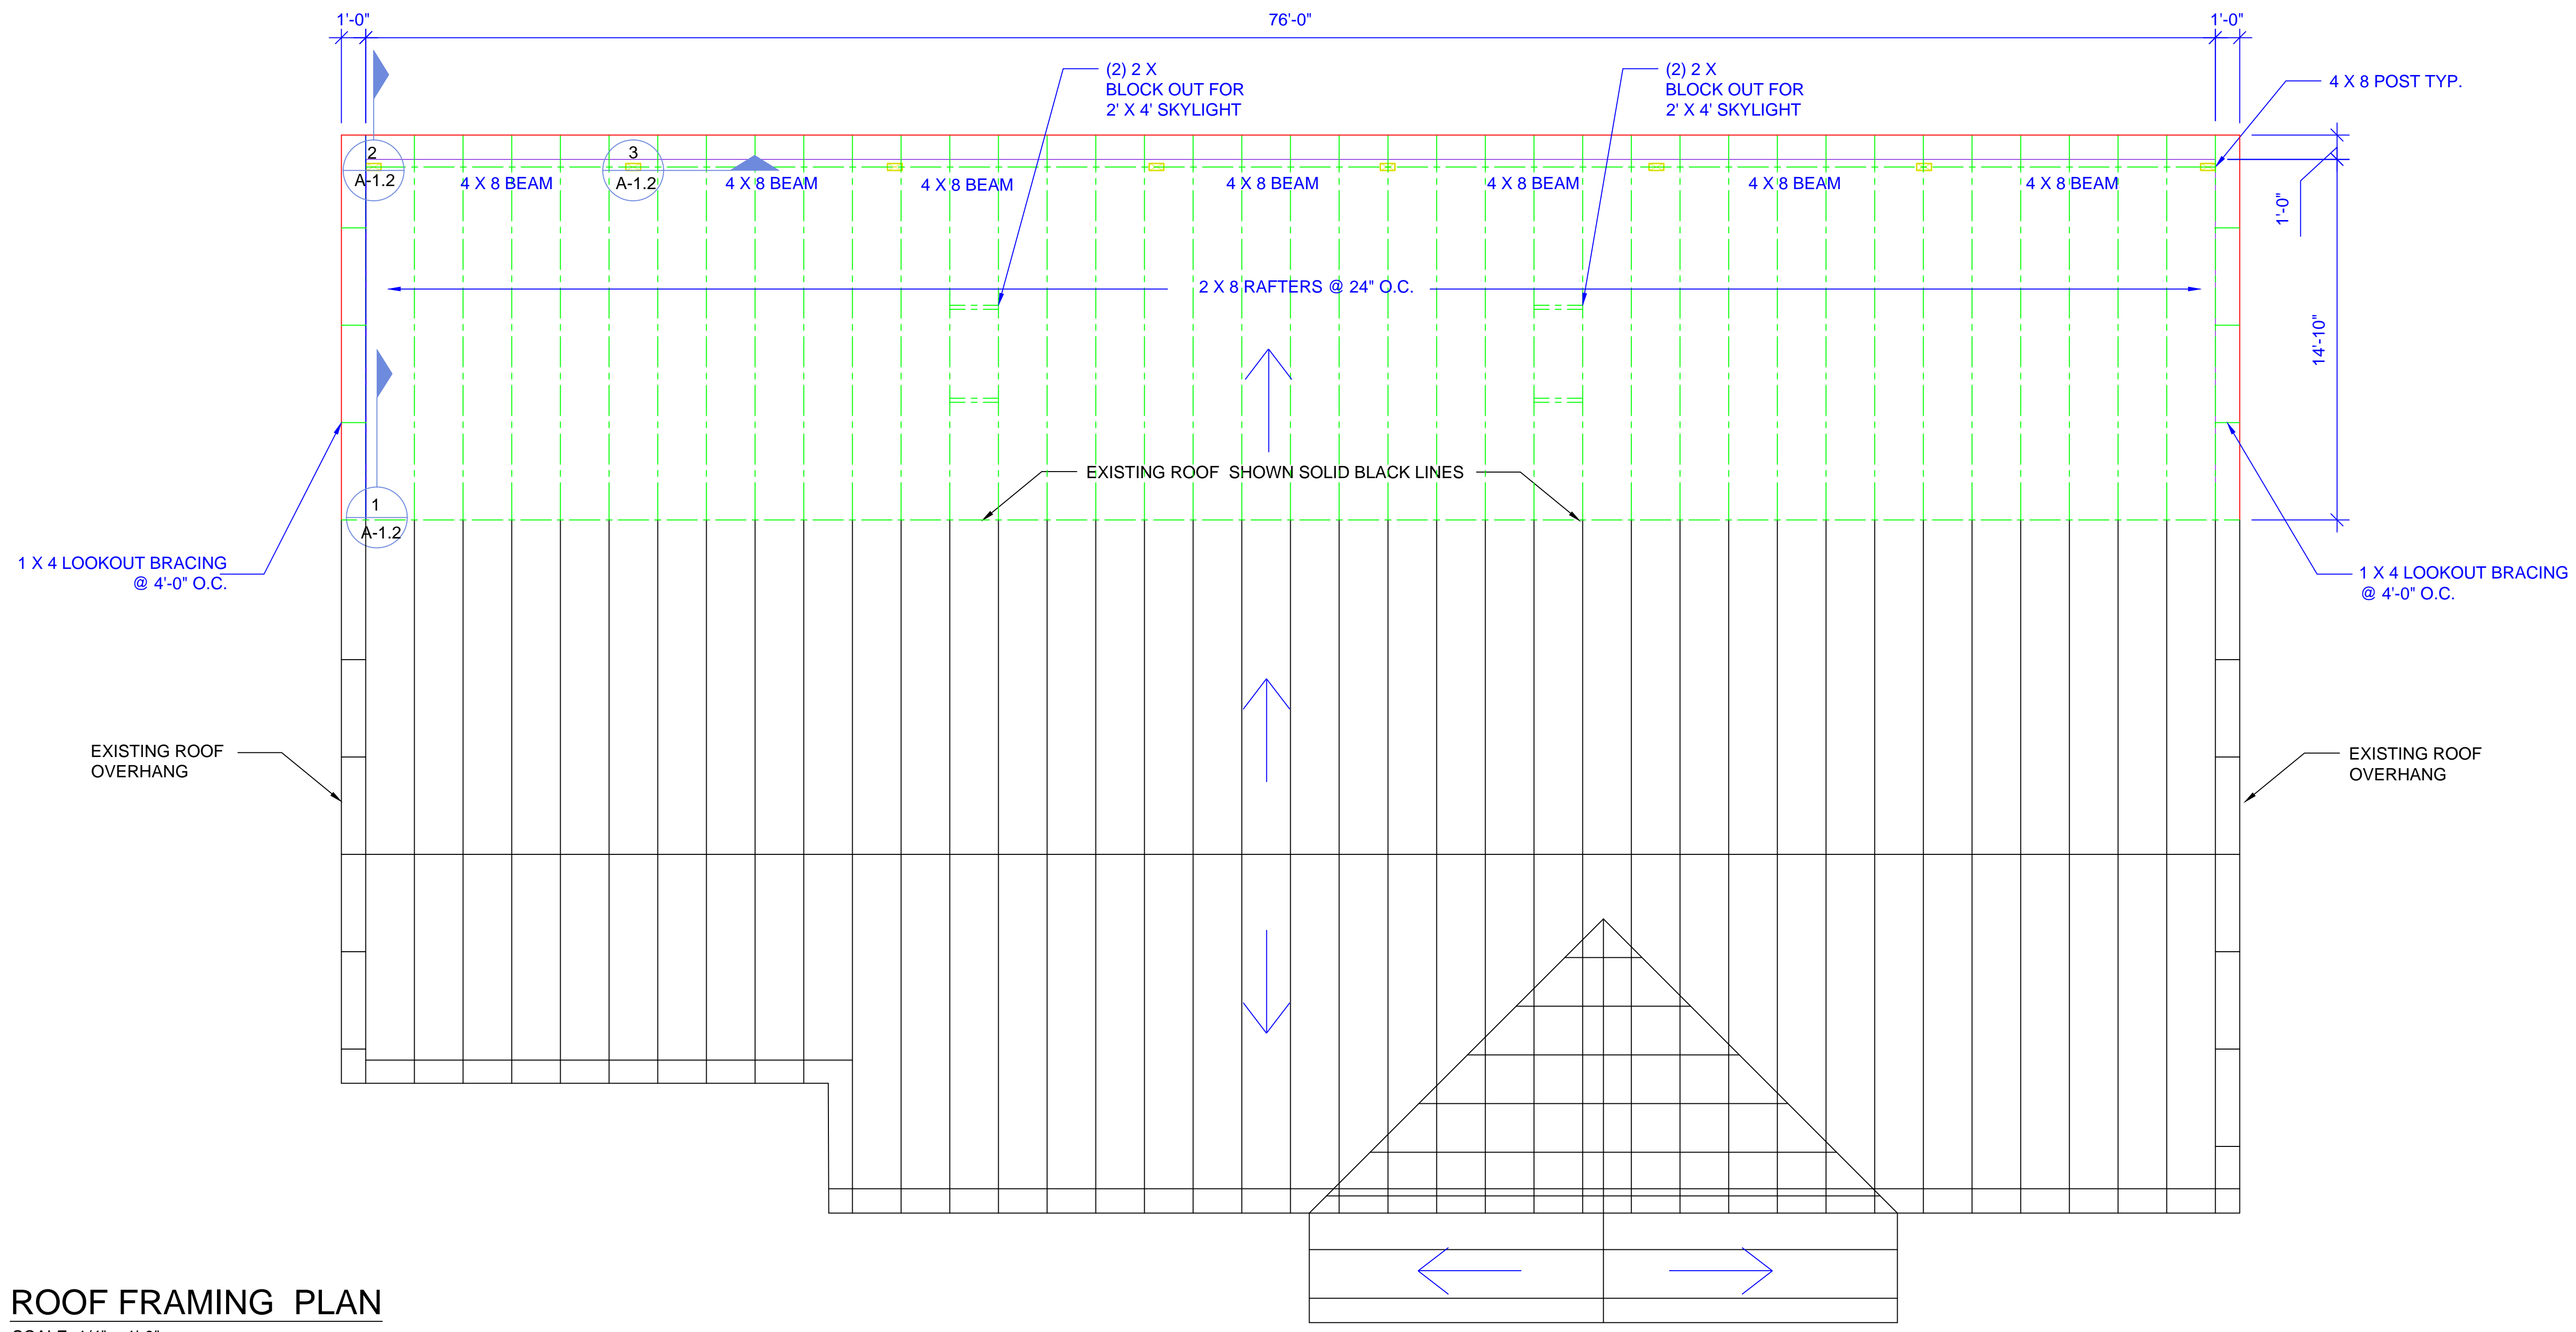 1'-0"
76'-0"
1'-0"
(2) 2 X
BLOCK OUT FOR
2' X 4' SKYLIGHT
(2) 2 X
BLOCK OUT FOR
2' X 4' SKYLIGHT
4 X 8 POST TYP.
2
A-1.2
3
A-1.2
4 X 8 BEAM
4 X 8 BEAM
4 X 8 BEAM
4 X 8 BEAM
4 X 8 BEAM
4 X 8 BEAM
4 X 8 BEAM
1'-0"
2 X 8 RAFTERS @ 24" O.C.
14'-10"
EXISTING ROOF SHOWN SOLID BLACK LINES
1
A-1.2
1 X 4 LOOKOUT BRACING
@ 4'-0" O.C.
1 X 4 LOOKOUT BRACING
@ 4'-0" O.C.
EXISTING ROOF
OVERHANG
EXISTING ROOF
OVERHANG
ROOF FRAMING PLAN